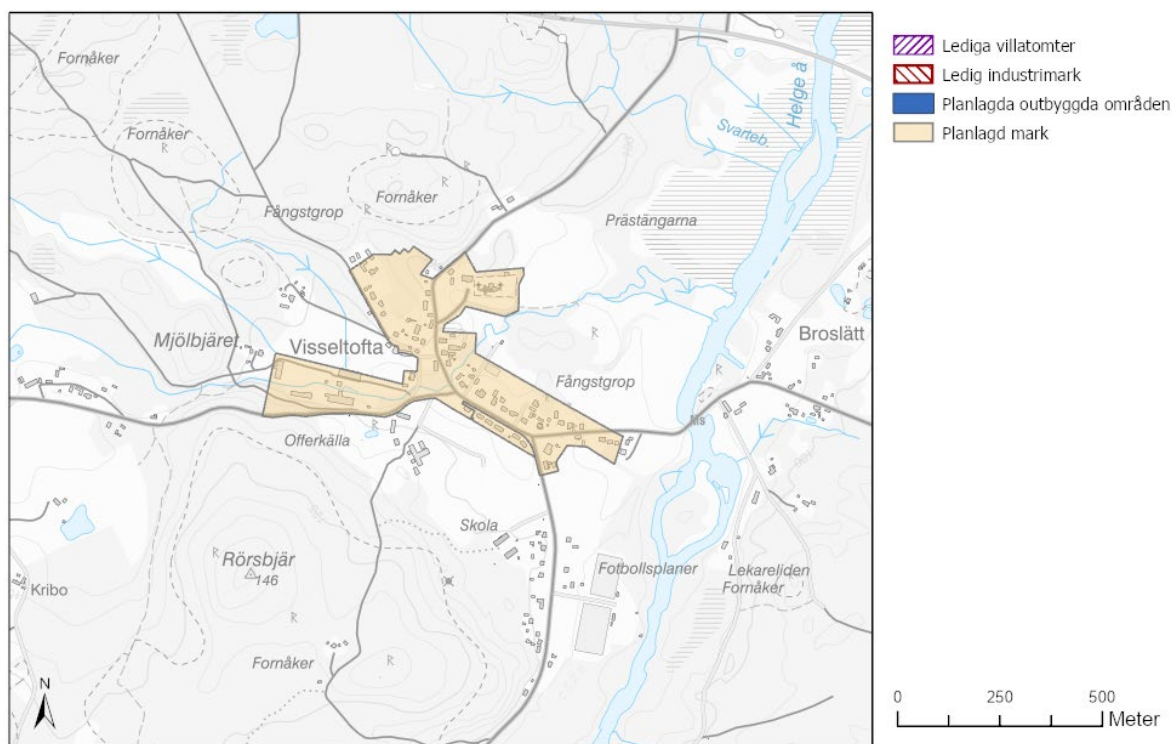 Fornåker
Fornåker
Fångstgrop
Fornåker
Svarteb.
Helge å
Prästängarna
Mjölbjäret
Visseltofta
Fångstgrop
Broslätt
Ms
Offerkälla
Skola
Rörsbjär
146
Kribo
Fotbollsplaner
Lekareliden
Fornåker
Fornåker
N
Lediga villatomter
Ledig industrimark
Planlagda outbyggda områden
Planlagd mark
0 250 500
Meter